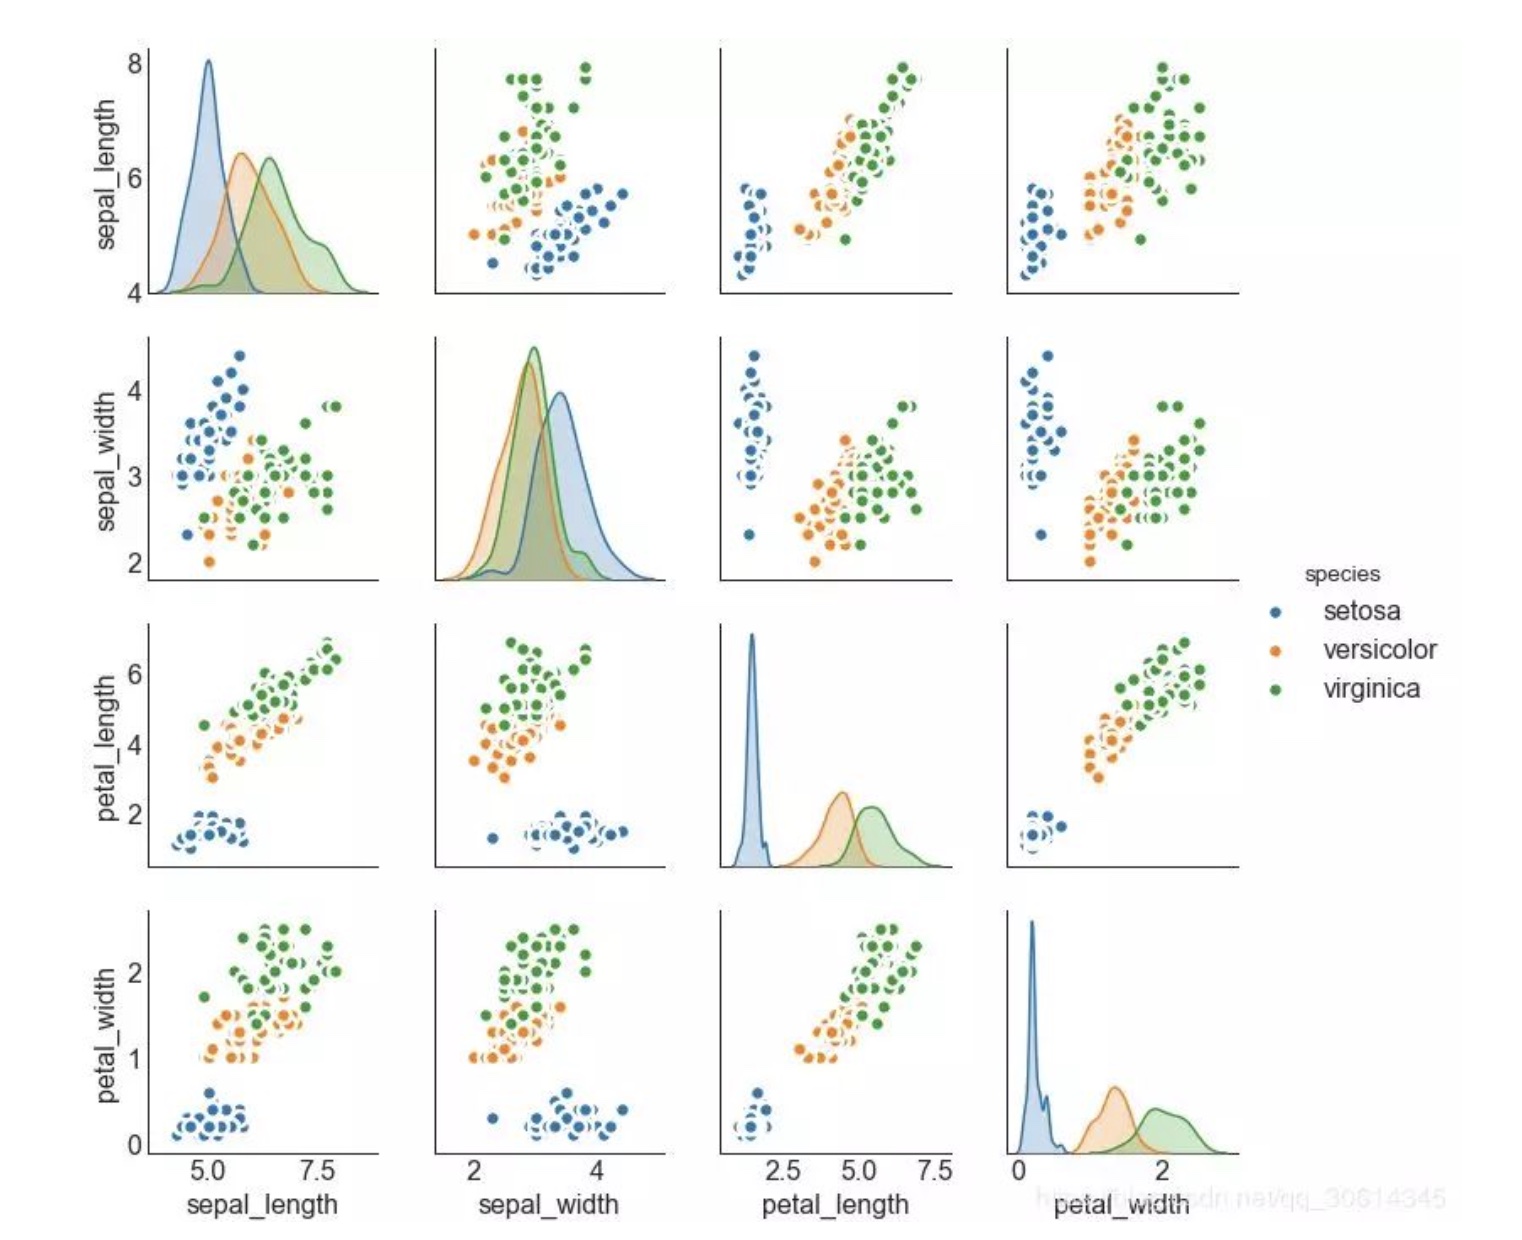 8
6
4
sepal_length
4
3
2
sepal_width
species
setosa
versicolor
virginica
6
4
2
petal_length
2
1
0
petal_width
5.0 7.5 2 4 2.5 5.0 7.5 0 2
sepal_length sepal_width petal_length petal_width
net/qq_30614345